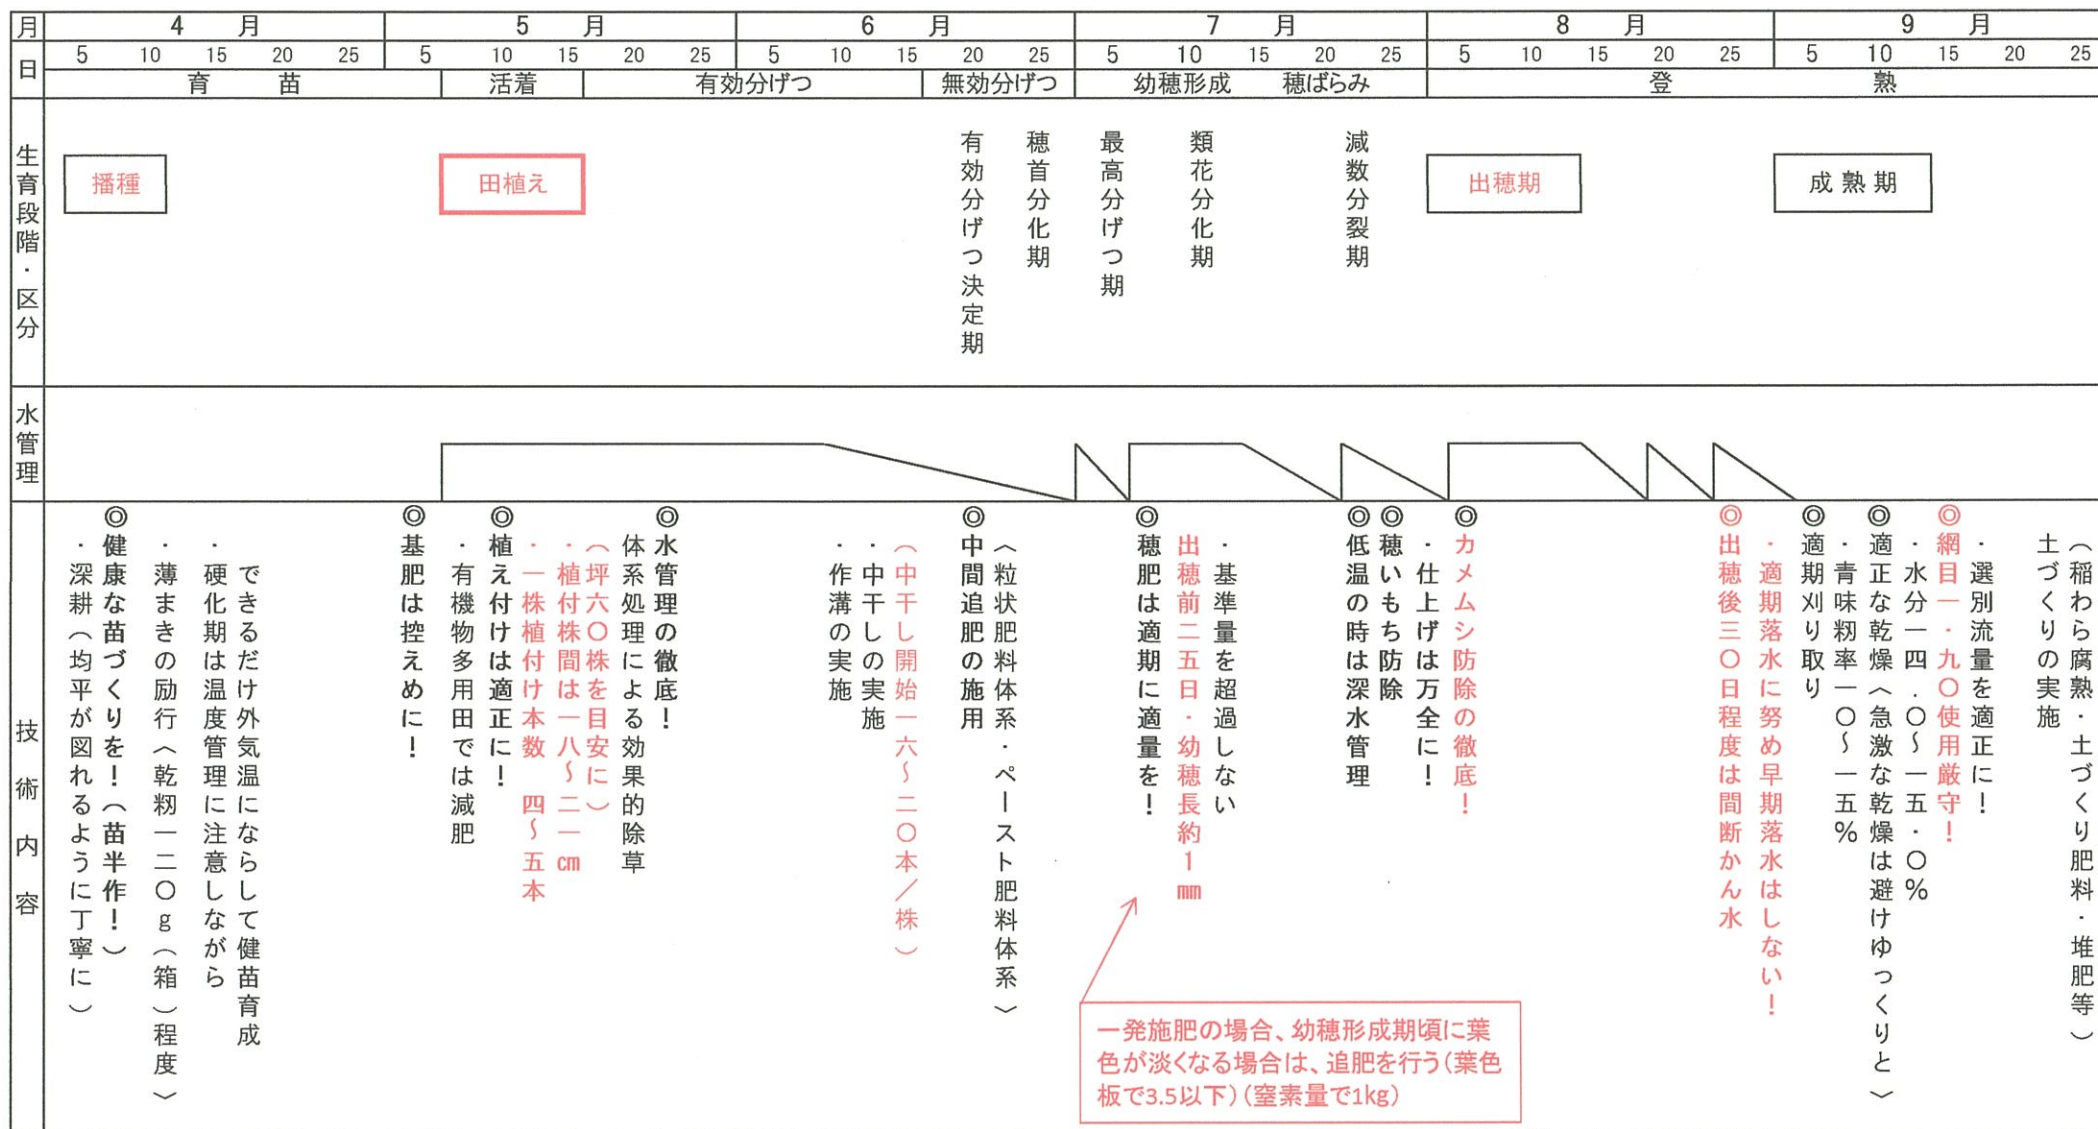 月 4月 5月 6月 7月 8月 9月
日 5 10 15 20 25 5 10 15 20 25 5 10 15 20 25 5 10 15 20 25 5 10 15 20 25 5 10 15 20 25
育苗 活着 有効分げつ 無効分げつ 幼穂形成 穂ばらみ 登熟
生育段階・区分
播種
田植え
有効分げつ決定期
穂首分化期
最高分げつ期
類花分化期
減数分裂期
出穂期
成熟期
水管理
技術内容
◎健康な苗づくりを!(苗半作!)
・深耕(均平が図れるように丁寧に)
・薄まきの励行〈乾籾一二〇g(箱)程度〉
・硬化期は温度管理に注意しながら
できるだけ外気温にならして健苗育成
◎基肥は控えめに!
・有機物多用田では減肥
◎植え付けは適正に!
・一株植付け本数 四～五本
・植付株間は一八～二一cm
(坪六〇株を目安に)
◎水管理の徹底!
体系処理による効果的除草
・作溝の実施
・中干しの実施
(中干し開始一六～二〇本/株)
◎中間追肥の施用
〈粒状肥料体系・ペースト肥料体系〉
◎穂肥は適期に適量を!
出穂前二五日・幼穂長約1mm
・基準量を超過しない
一発施肥の場合、幼穂形成期頃に葉
色が淡くなる場合は、追肥を行う(葉色
板で3.5以下)(窒素量で1kg)
◎低温の時は深水管理
◎穂いもち防除
・仕上げは万全に!
◎カメムシ防除の徹底!
◎出穂後三〇日程度は間断かん水
・適期落水に努め早期落水はしない!
◎適期刈り取り
・青味籾率一〇～一五%
◎適正な乾燥〈急激な乾燥は避けゆっくりと〉
・水分一四.〇～一五・〇%
◎網目一・九〇使用厳守!
・選別流量を適正に!
土づくりの実施
(稲わら腐熟・土づくり肥料・堆肥等)